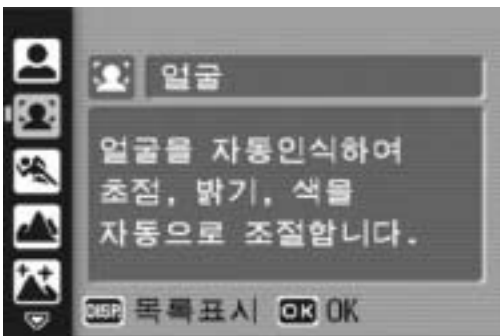 얼굴
얼굴을 자동인식하여
초점, 밝기, 색을
자동으로 조절합니다.
DISP. 목록표시 OK OK